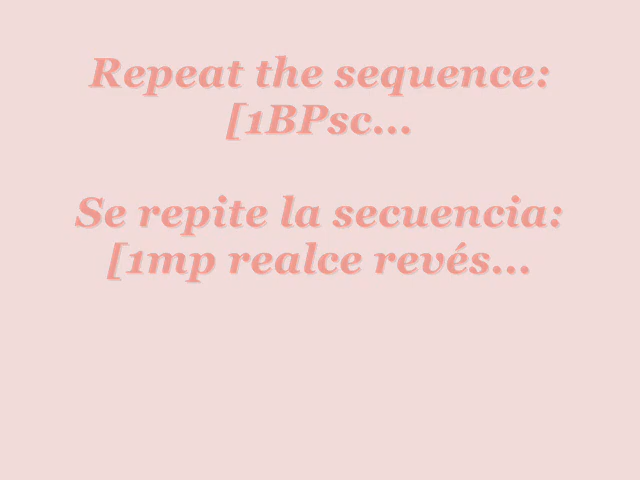 Repeat the sequence:
[1BPsc...
Se repite la secuencia:
[1mp realce revés...